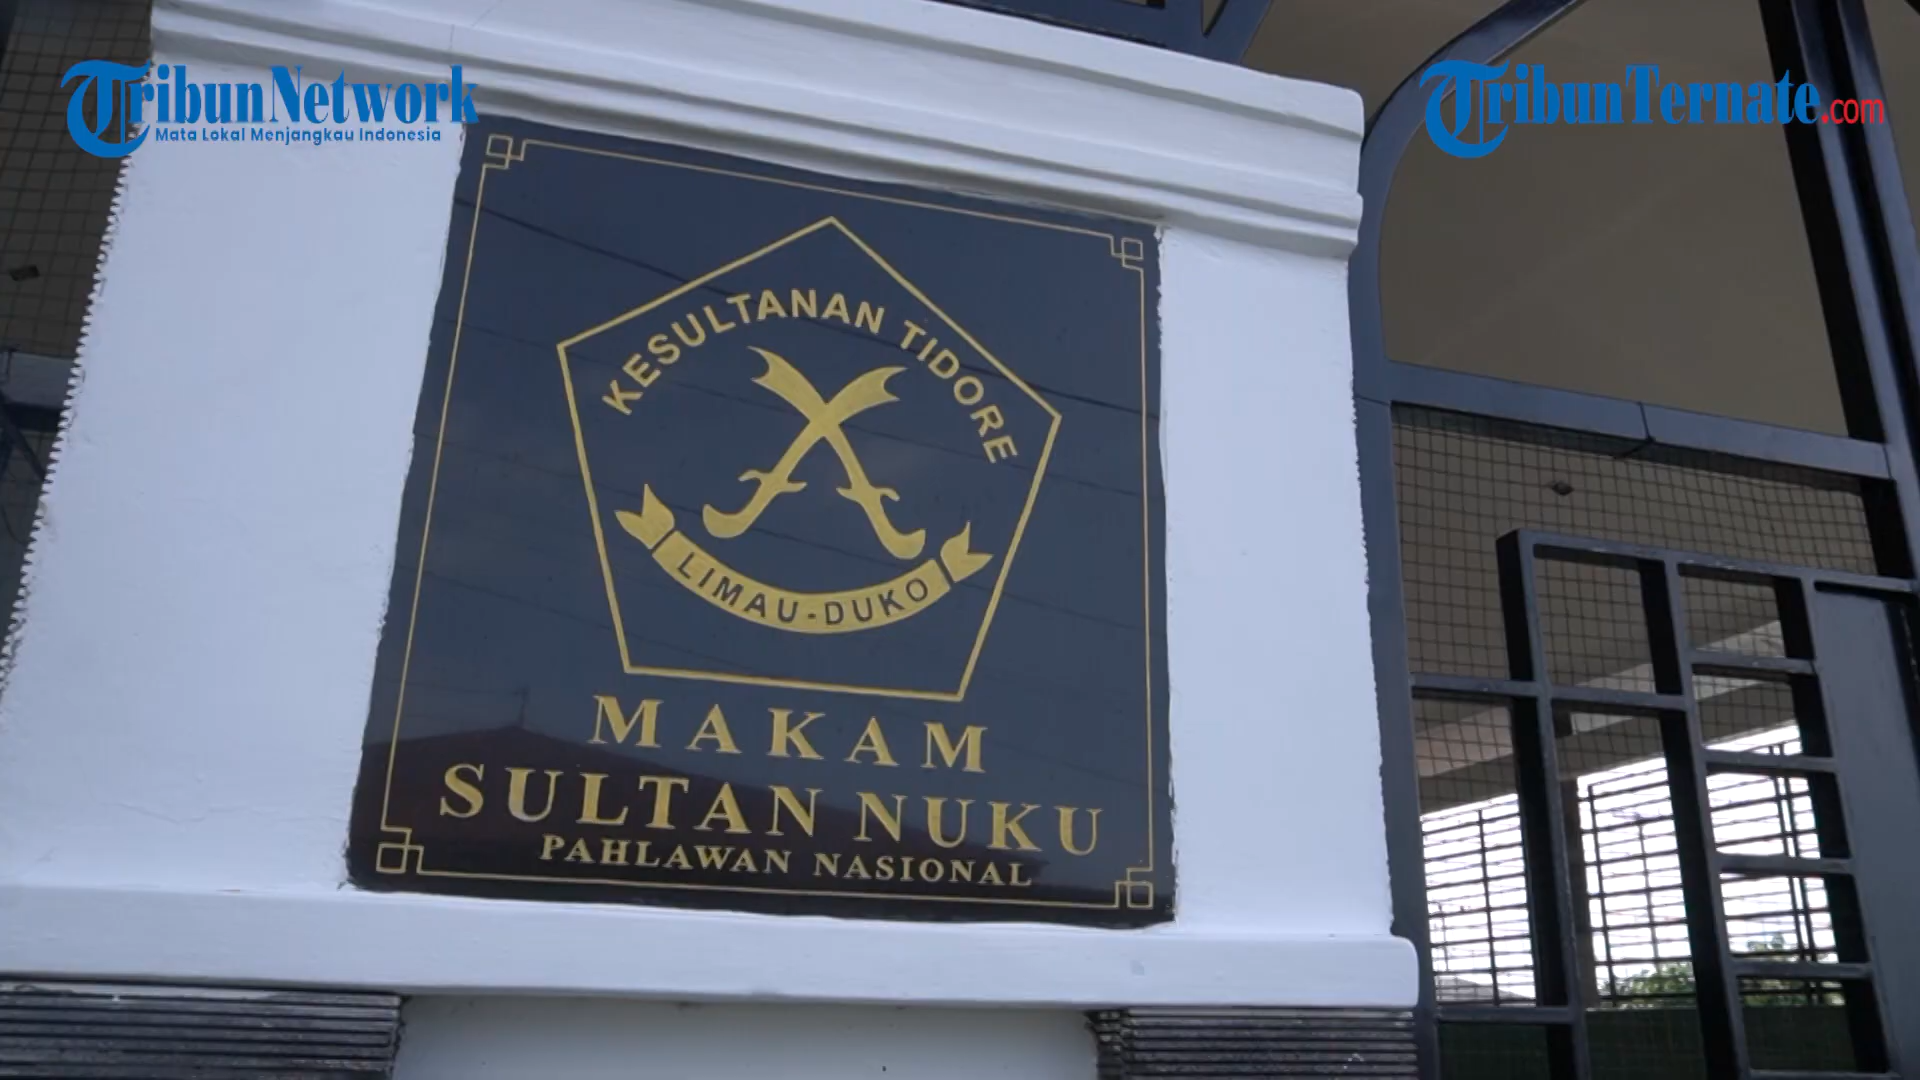 TribunNetwork
Mata Lokal Menjangkau Indonesia
TribunTernate.com
KESULTANAN TIDORE
LIMAU-DUKO
MAKAM
SULTAN NUKU
PAHLAWAN NASIONAL